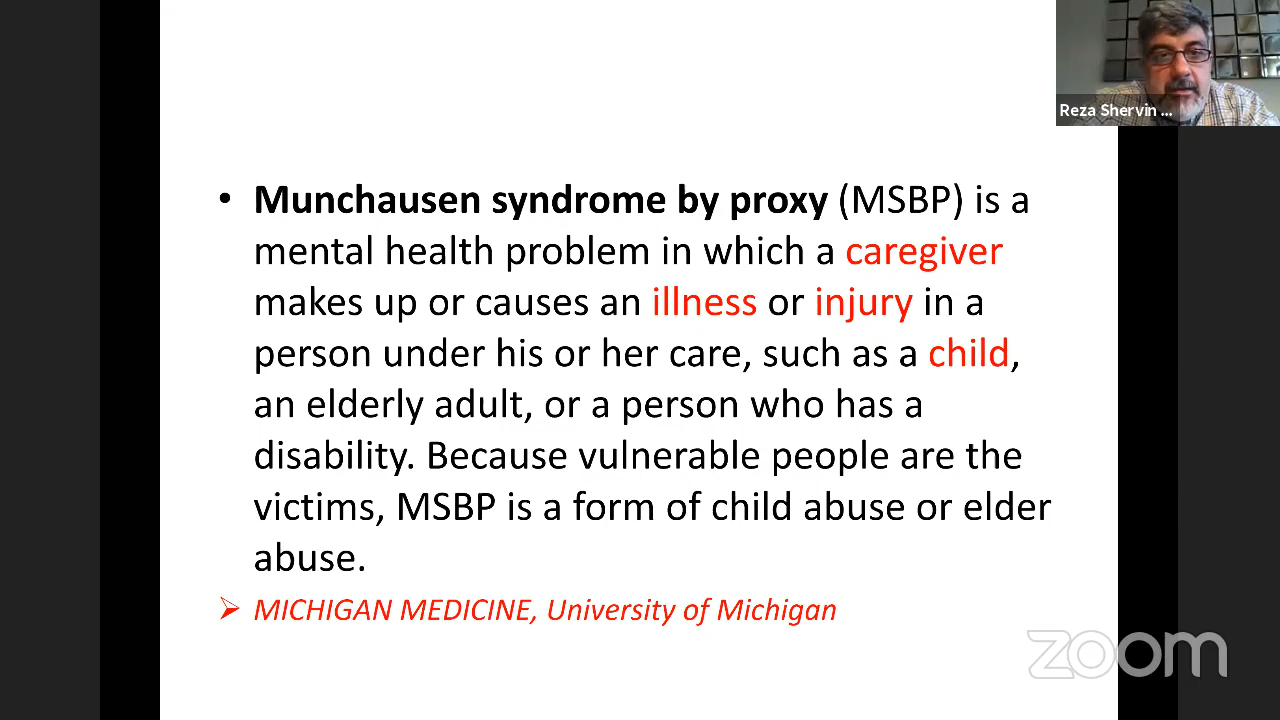 Reza Shervin ...
• Munchausen syndrome by proxy (MSBP) is a
mental health problem in which a caregiver
makes up or causes an illness or injury in a
person under his or her care, such as a child,
an elderly adult, or a person who has a
disability. Because vulnerable people are the
victims, MSBP is a form of child abuse or elder
abuse.
➢ MICHIGAN MEDICINE, University of Michigan
zoom